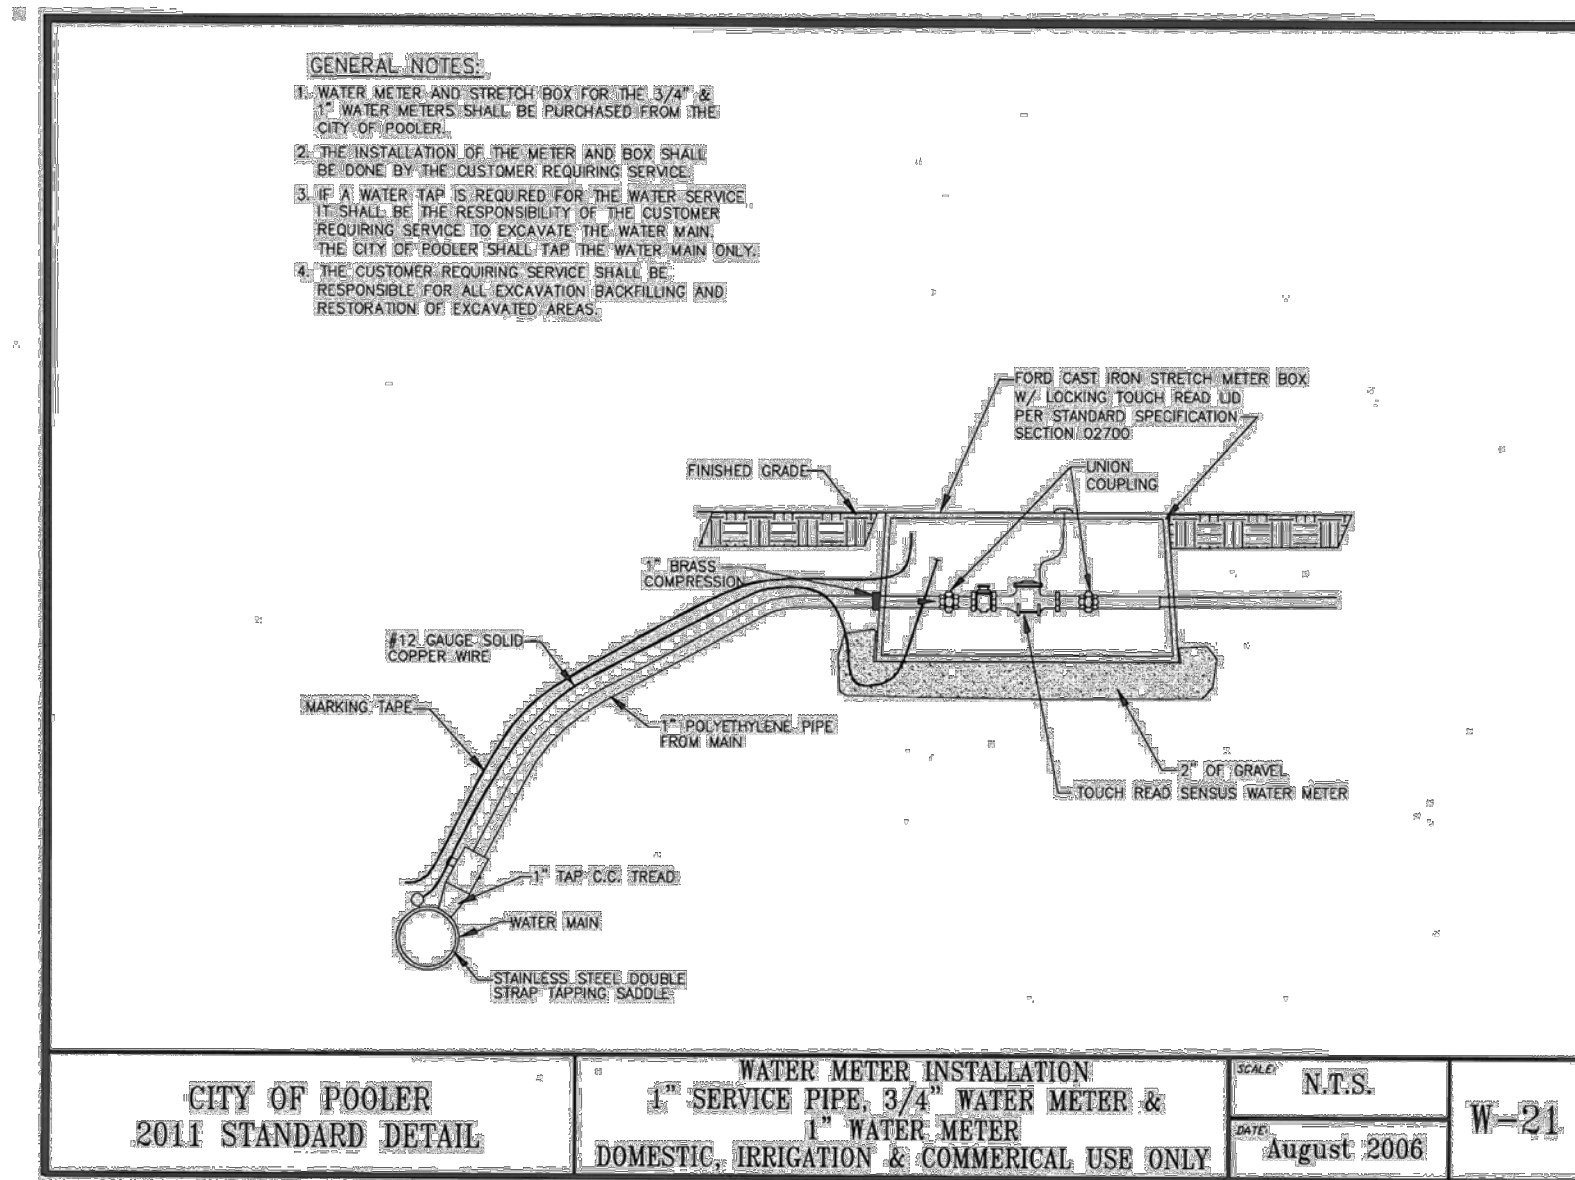 GENERAL NOTES:
1. WATER METER AND STRETCH BOX FOR THE 3/4" &
1" WATER METERS SHALL BE PURCHASED FROM THE
CITY OF POOLER.
2. THE INSTALLATION OF THE METER AND BOX SHALL
BE DONE BY THE CUSTOMER REQUIRING SERVICE.
3. IF A WATER TAP IS REQUIRED FOR THE WATER SERVICE
IT SHALL BE THE RESPONSIBILITY OF THE CUSTOMER
REQUIRING SERVICE TO EXCAVATE THE WATER MAIN.
THE CITY OF POOLER SHALL TAP THE WATER MAIN ONLY.
4. THE CUSTOMER REQUIRING SERVICE SHALL BE
RESPONSIBLE FOR ALL EXCAVATION BACKFILLING AND
RESTORATION OF EXCAVATED AREAS.
FORD CAST IRON STRETCH METER BOX
W/ LOCKING TOUCH READ LID
PER STANDARD SPECIFICATION
SECTION 02700
FINISHED GRADE
UNION
COUPLING
1" BRASS
COMPRESSION
#12 GAUGE SOLID
COPPER WIRE
MARKING TAPE
1" POLYETHYLENE PIPE
FROM MAIN
2" OF GRAVEL
TOUCH READ SENSUS WATER METER
1" TAP C.C. TREAD
WATER MAIN
STAINLESS STEEL DOUBLE
STRAP TAPPING SADDLE
CITY OF POOLER
2011 STANDARD DETAIL
WATER METER INSTALLATION
1" SERVICE PIPE, 3/4" WATER METER &
1" WATER METER
DOMESTIC, IRRIGATION & COMMERICAL USE ONLY
SCALE:
N.T.S.
DATE:
August 2006
W-21